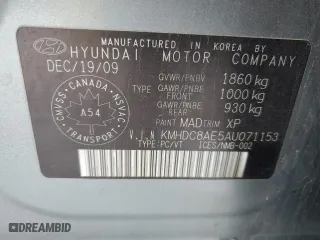 MANUFACTURED IN KOREA BY
HYUNDAI MOTOR COMPANY
DEC/19/09
GVWR/PNBV 1860 kg
TYPE GAWR/PNBE FRONT 1000 kg
GAWR/PNBE REAR 930 kg
PAINT MAD TRIM XP
CMVSS CANADA NSVAC
A54
TRANSPORT
V.I.N KMHDC8AE5AU071153
TYPE:PC/VT ICES/NMB-002
AUTOBIDMASTER